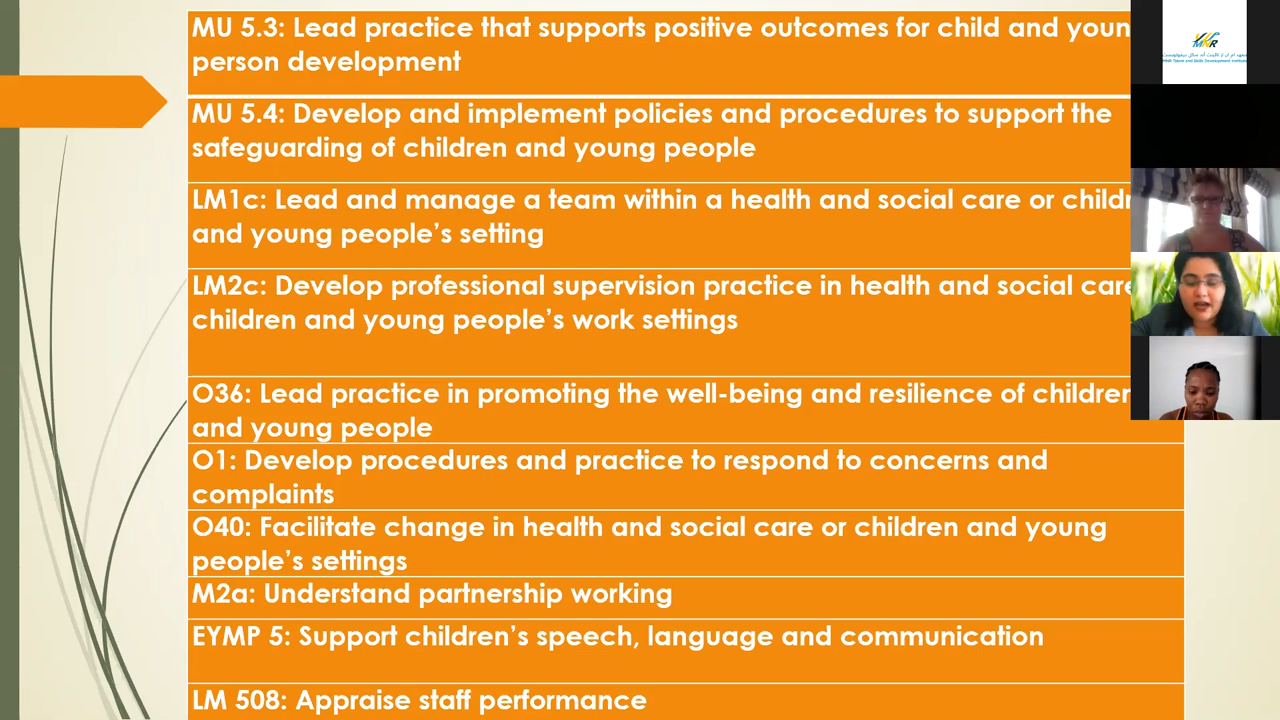 MU 5.3: Lead practice that supports positive outcomes for child and youn
person development
MU 5.4: Develop and implement policies and procedures to support the
safeguarding of children and young people
LM1c: Lead and manage a team within a health and social care or childr
and young people's setting
LM2c: Develop professional supervision practice in health and social care
children and young people's work settings
O36: Lead practice in promoting the well-being and resilience of children
and young people
O1: Develop procedures and practice to respond to concerns and
complaints
O40: Facilitate change in health and social care or children and young
people's settings
M2a: Understand partnership working
EYMP 5: Support children's speech, language and communication
LM 508: Appraise staff performance
MKR